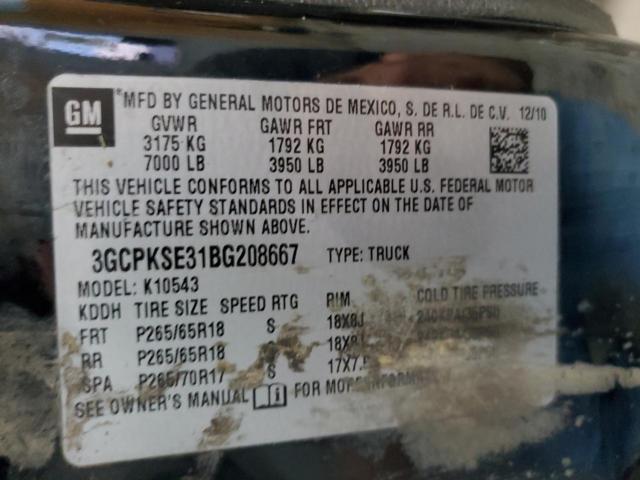 GM
*MFD BY GENERAL MOTORS DE MEXICO, S. DE R.L. DE C.V. 12/10
GVWR GAWR FRT GAWR RR
3175 KG 1792 KG 1792 KG
7000 LB 3950 LB 3950 LB
THIS VEHICLE CONFORMS TO ALL APPLICABLE U.S. FEDERAL MOTOR
VEHICLE SAFETY STANDARDS IN EFFECT ON THE DATE OF
MANUFACTURE SHOWN ABOVE.
3GCPKSE31BG208667 TYPE: TRUCK
MODEL: K10543
KDDH TIRE SIZE SPEED RTG RIM COLD TIRE PRESSURE
FRT P265/65R18 S 18X8J
RR P265/65R18 S
SPA P265/70R17 S
SEE OWNER'S MANUAL FOR